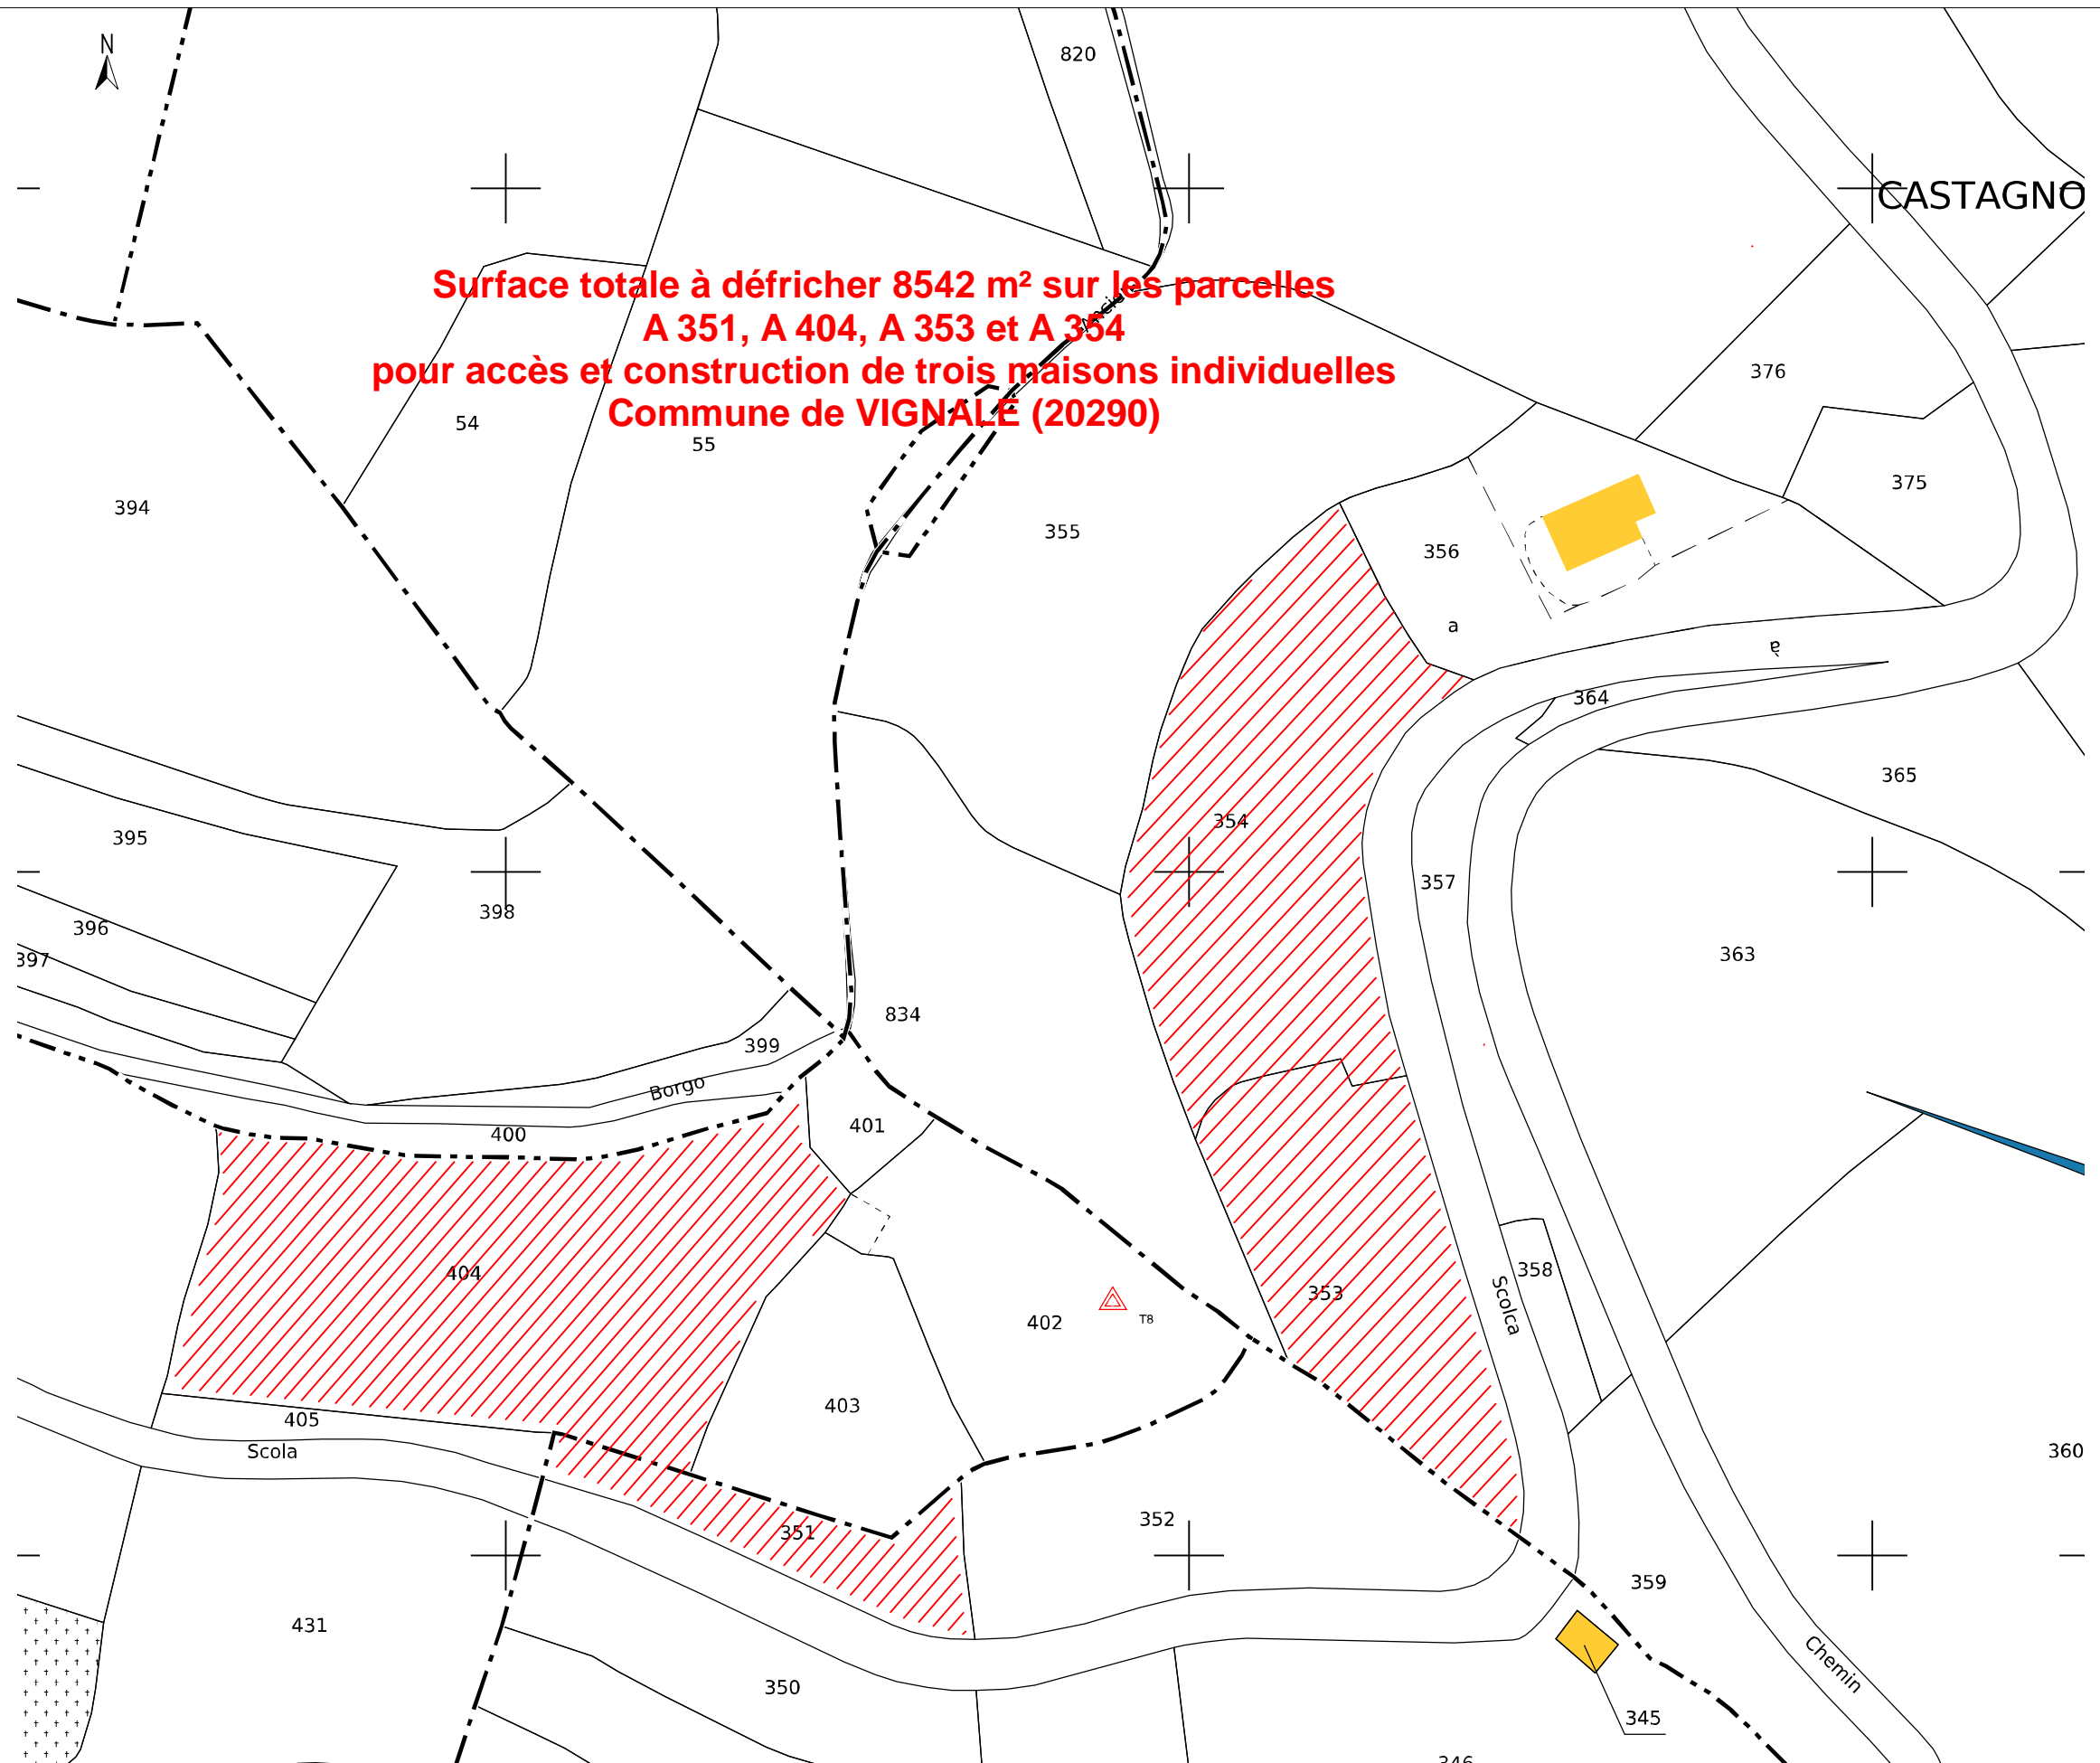 N
820
CASTAGNO
Surface totale à défricher 8542 m² sur les parcelles
A 351, A 404, A 353 et A 354
pour accès et construction de trois maisons individuelles
Commune de VIGNALE (20290)
376
54
55
375
394
355
356
a
à
364
365
354
395
357
396
398
397
363
834
399
Borgo
401
400
404
353
358
Scolca
402
T8
403
405
Scola
360
351
352
359
431
350
Chemin
345
346